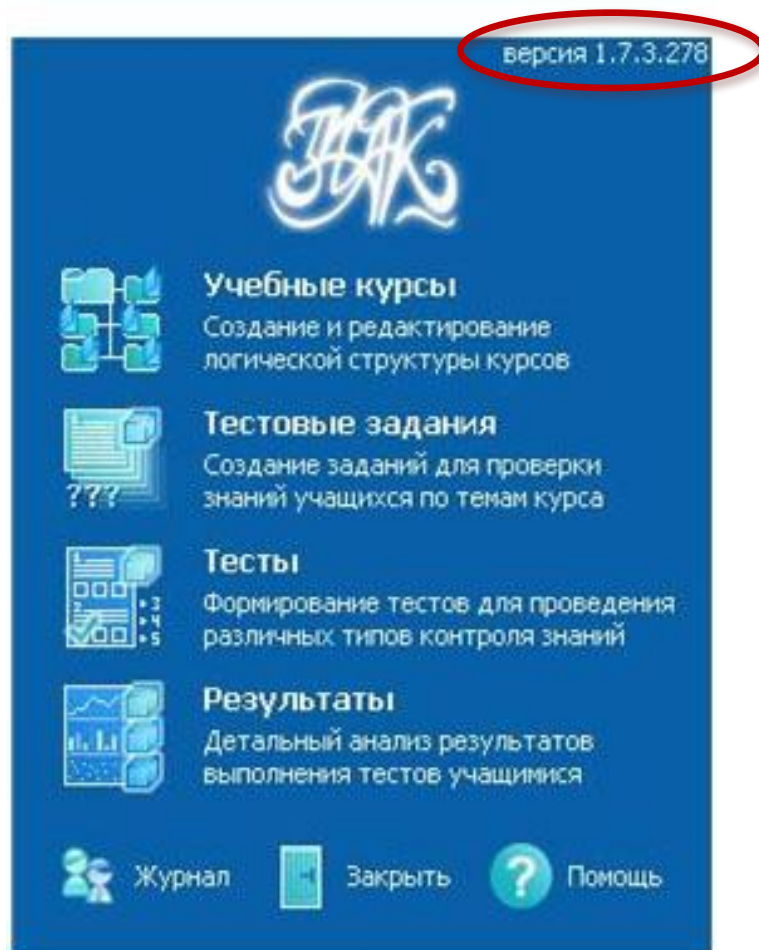 версия 1.7.3.278
ЗНАК
Учебные курсы
Создание и редактирование
логической структуры курсов
Тестовые задания
Создание заданий для проверки
знаний учащихся по темам курса
???
Тесты
Формирование тестов для проведения
различных типов контроля знаний
Результаты
Детальный анализ результатов
выполнения тестов учащимися
Журнал
Закрыть
Помощь